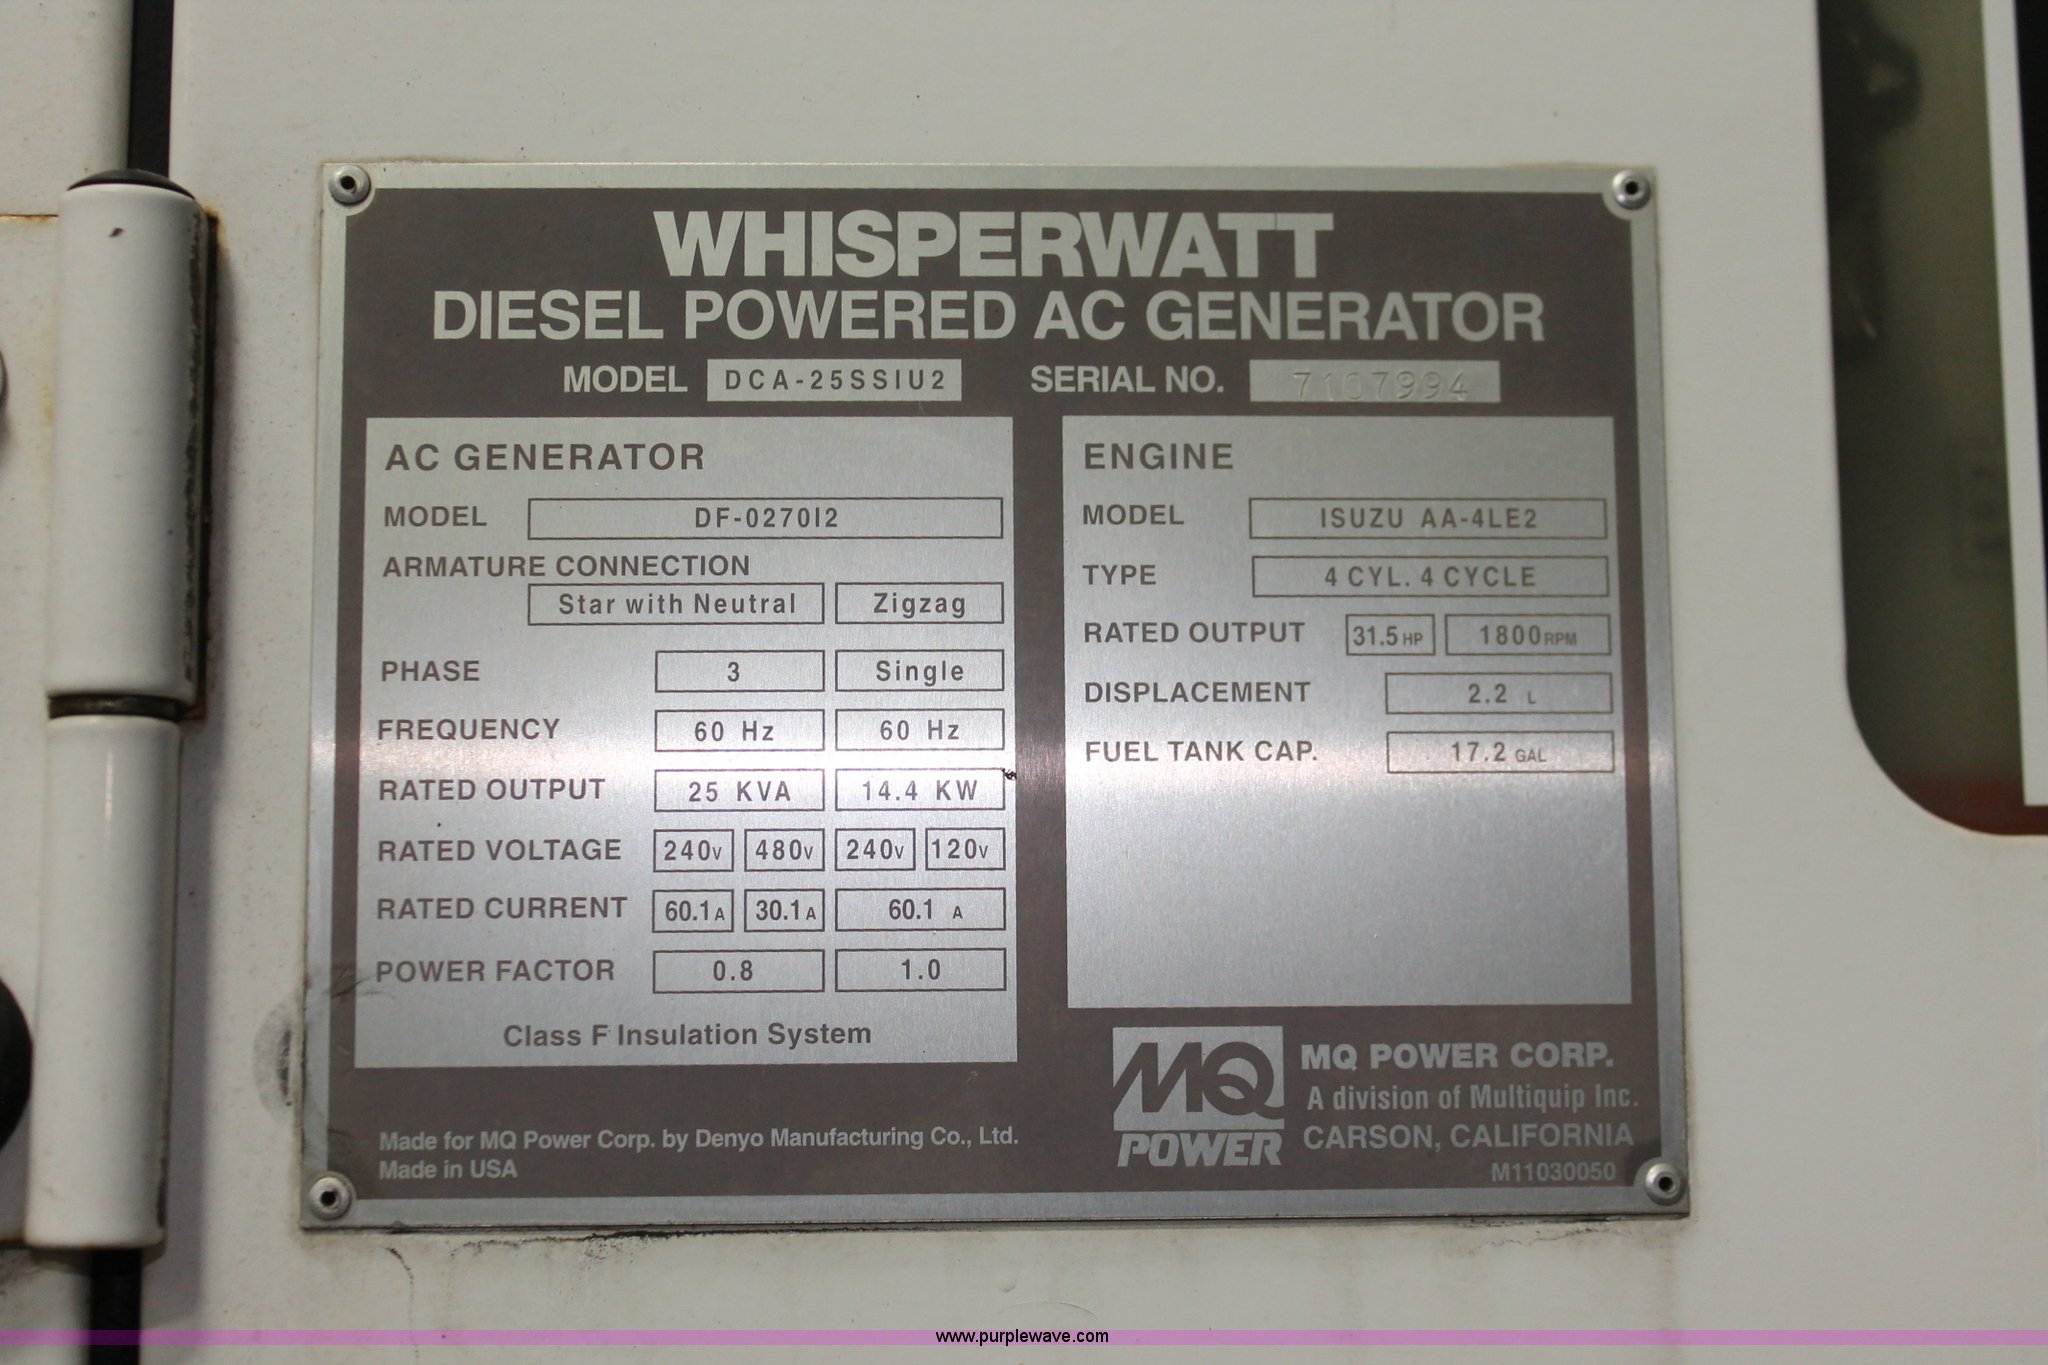 WHISPERWATT
DIESEL POWERED AC GENERATOR
MODEL DCA-25SSIU2 SERIAL NO. 7107994
AC GENERATOR
MODEL DF-0270I2
ARMATURE CONNECTION
Star with Neutral Zigzag
PHASE 3 Single
FREQUENCY 60 Hz 60 Hz
RATED OUTPUT 25 KVA 14.4 KW
RATED VOLTAGE 240V 480V 240V 120V
RATED CURRENT 60.1A 30.1A 60.1 A
POWER FACTOR 0.8 1.0
Class F Insulation System
ENGINE
MODEL ISUZU AA-4LE2
TYPE 4 CYL. 4 CYCLE
RATED OUTPUT 31.5HP 1800RPM
DISPLACEMENT 2.2 L
FUEL TANK CAP. 17.2 GAL
Made for MQ Power Corp. by Denyo Manufacturing Co., Ltd.
Made in USA
MQ
POWER
MQ POWER CORP.
A division of Multiquip Inc.
CARSON, CALIFORNIA
M11030050
www.purplewave.com